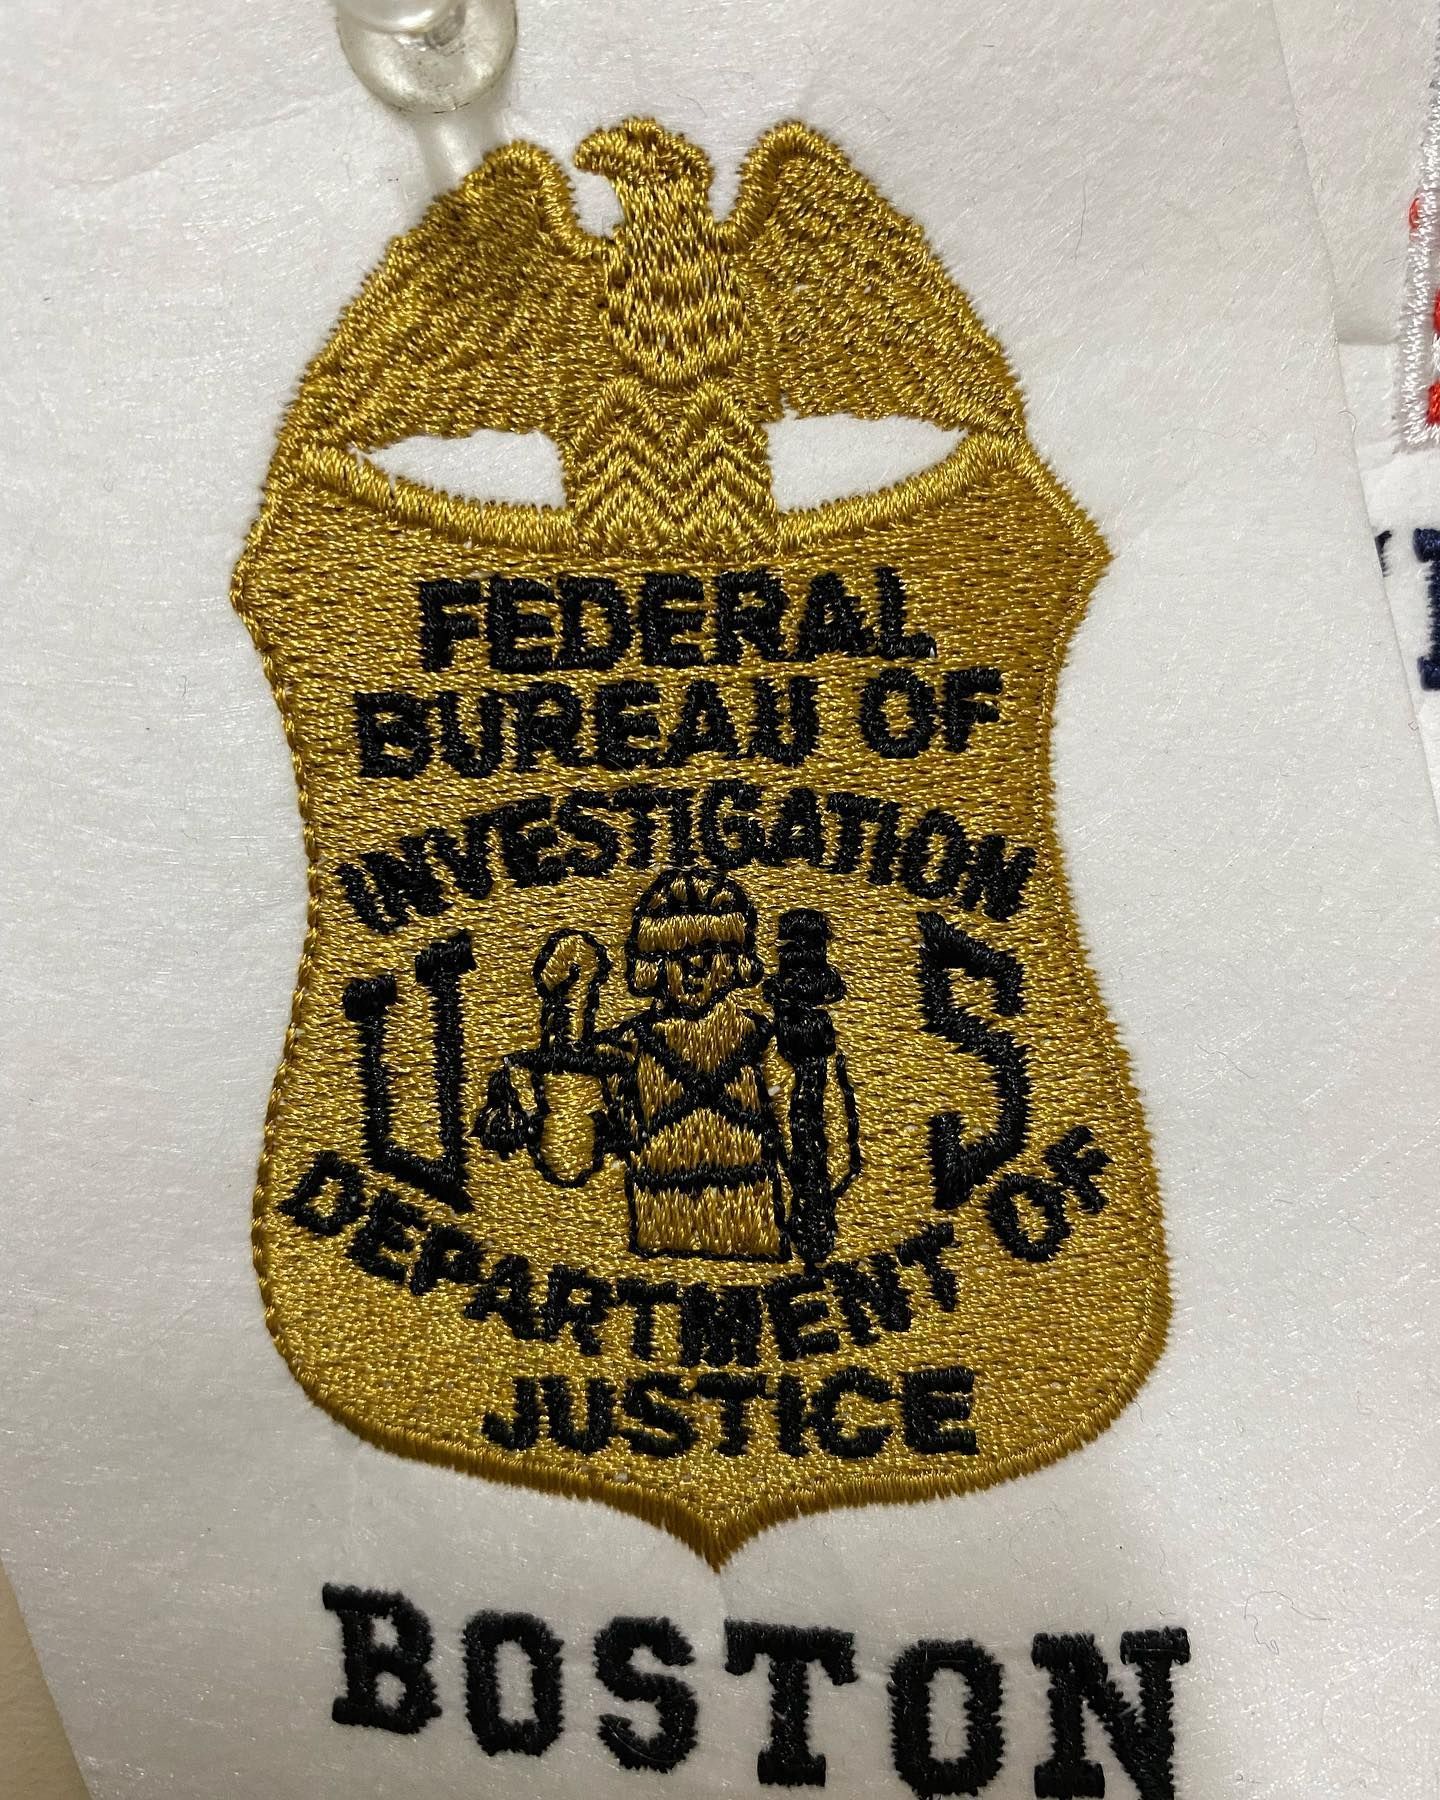 FEDERAL
BUREAU OF
INVESTIGATION
U S
DEPARTMENT OF
JUSTICE
BOSTON